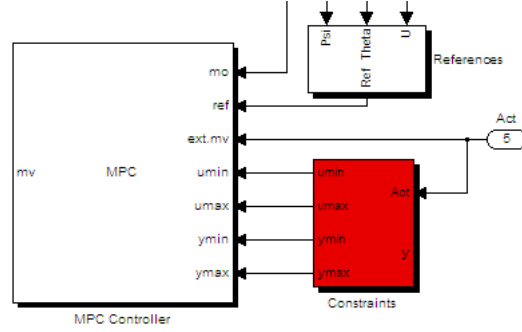 Psi
Ref Theta
U
References
mo
ref
ext.mv
mv
MPC
umin
umax
ymin
ymax
MPC Controller
Act
5
umin
umax
ymin
ymax
Act
y
Constraints